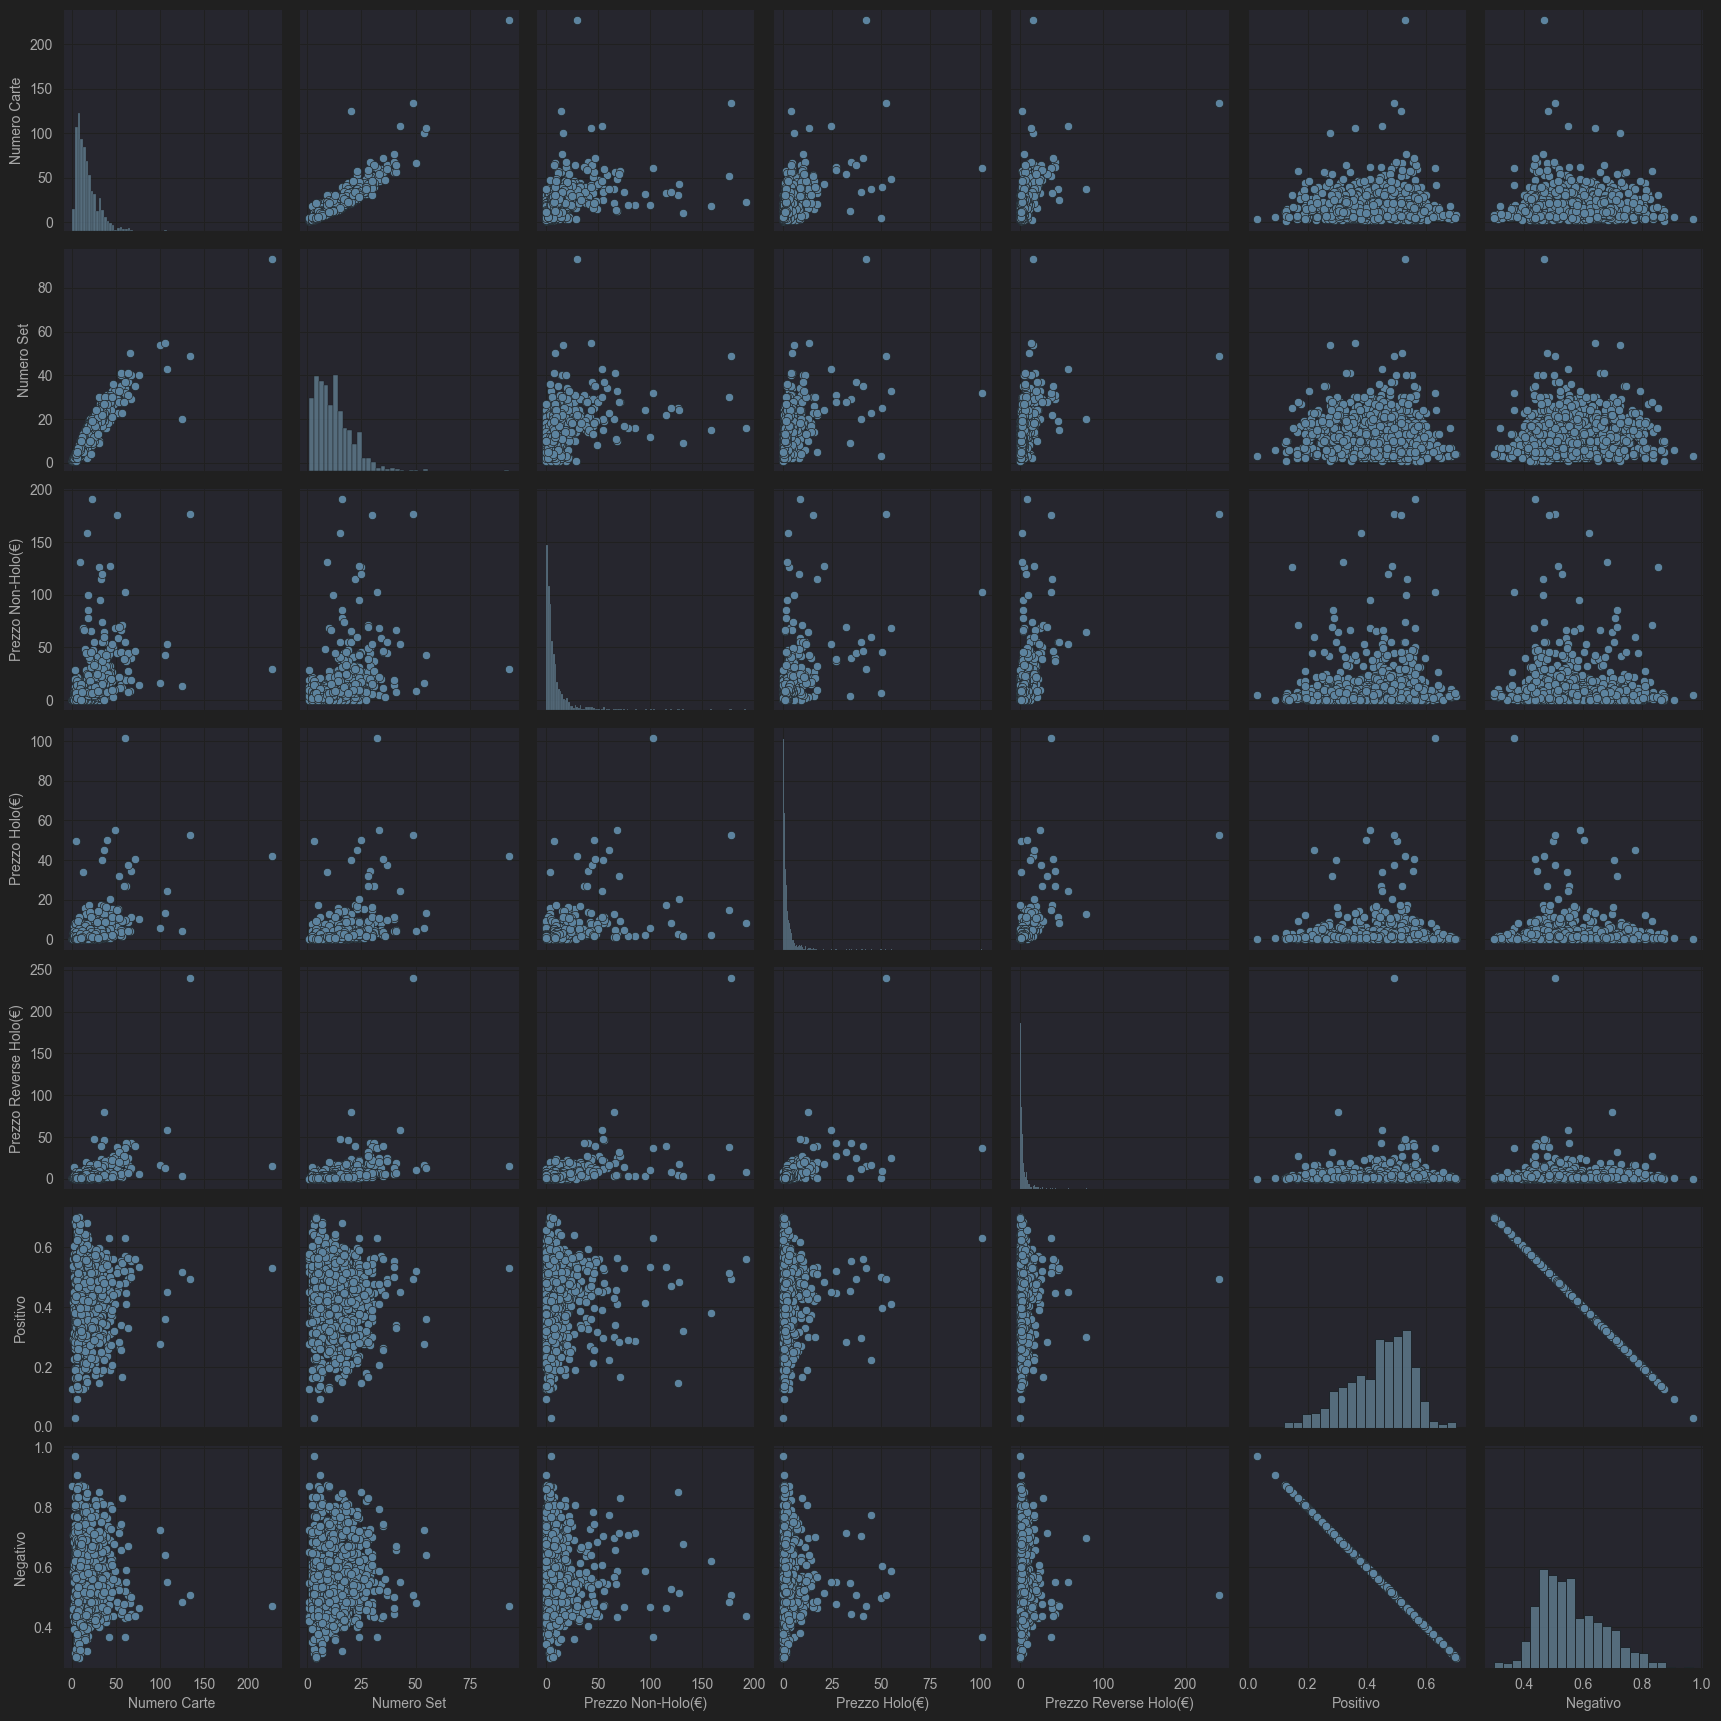 Numero Carte
200
150
100
50
0
Numero Set
80
60
40
20
0
Prezzo Non-Holo(€)
200
150
100
50
0
Prezzo Holo(€)
100
80
60
40
20
0
Prezzo Reverse Holo(€)
250
200
150
100
50
0
Positivo
0.6
0.4
0.2
0.0
Negativo
1.0
0.8
0.6
0.4
0 50 100 150 200
0 25 50 75
0 50 100 150 200
0 25 50 75 100
0 100 200
0.0 0.2 0.4 0.6
0.4 0.6 0.8 1.0
Numero Carte
Numero Set
Prezzo Non-Holo(€)
Prezzo Holo(€)
Prezzo Reverse Holo(€)
Positivo
Negativo